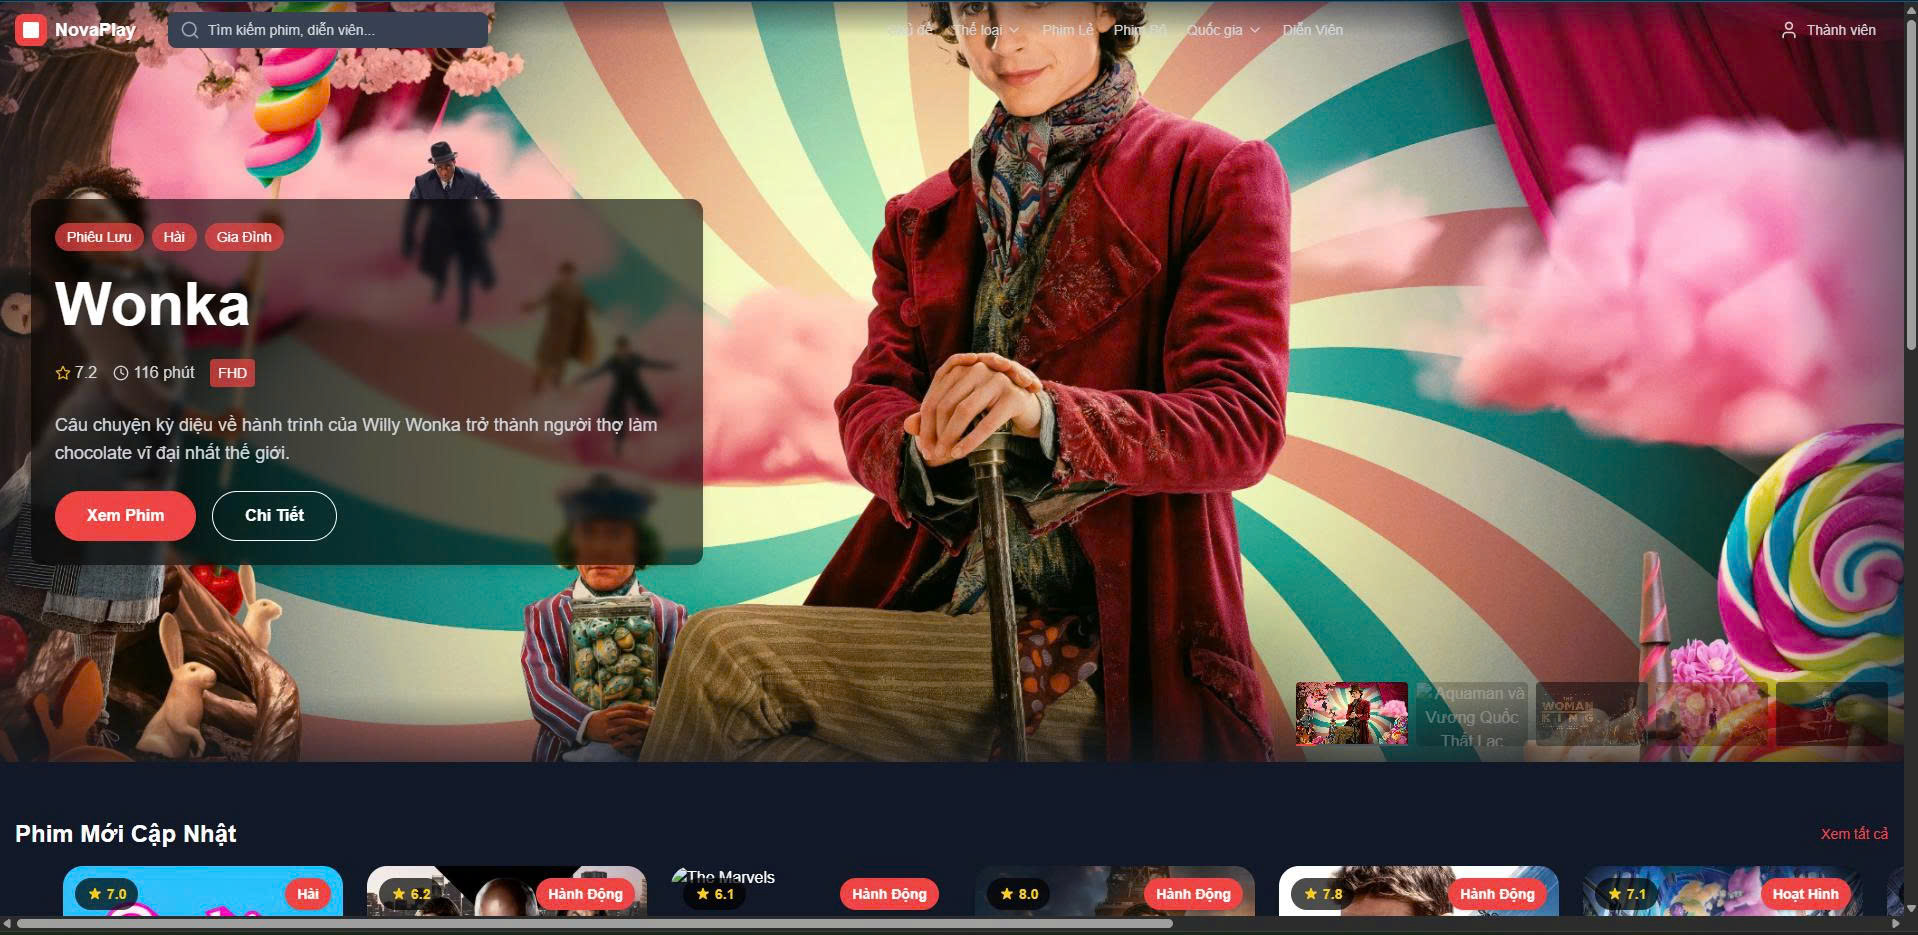 NovaPlay
Tìm kiếm phim, diễn viên...
Chủ đề
Thể loại
Phim Lẻ
Phim Bộ
Quốc gia
Diễn Viên
Thành viên
Phiêu Lưu
Hài
Gia Đình
Wonka
7.2
116 phút
FHD
Câu chuyện kỳ diệu về hành trình của Willy Wonka trở thành người thợ làm
chocolate vĩ đại nhất thế giới.
Xem Phim
Chi Tiết
Aquaman và
Vương Quốc
Thất Lạc
THE
WOMAN
KING
Phim Mới Cập Nhật
Xem tất cả
7.0
Hài
6.2
Hành Động
The Marvels
6.1
Hành Động
8.0
Hành Động
7.8
Hành Động
7.1
Hoạt Hình